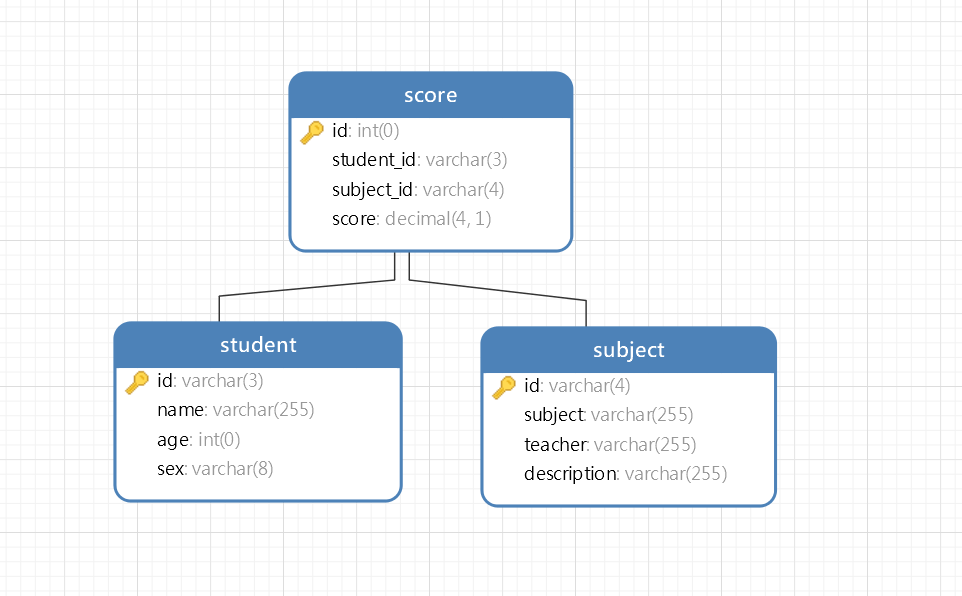 score
id: int(0)
student_id: varchar(3)
subject_id: varchar(4)
score: decimal(4, 1)
student
id: varchar(3)
name: varchar(255)
age: int(0)
sex: varchar(8)
subject
id: varchar(4)
subject: varchar(255)
teacher: varchar(255)
description: varchar(255)